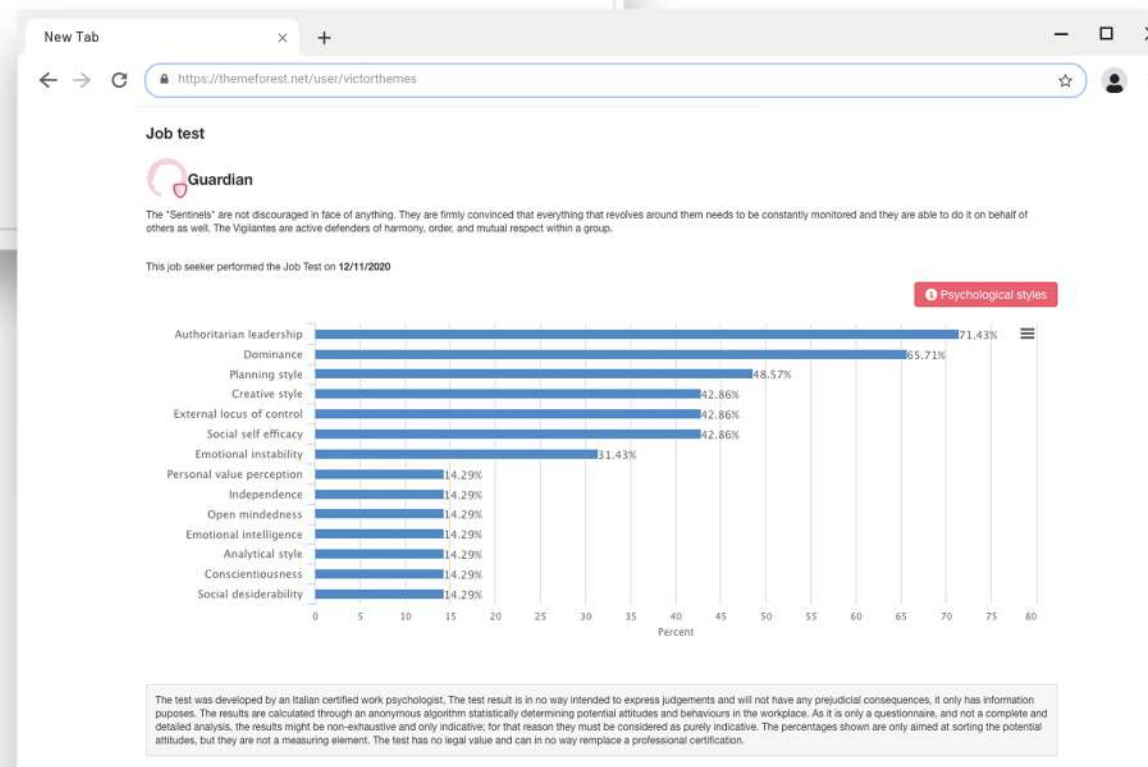 New Tab
https://themeforest.net/user/victorthemes
Job test
Guardian
The "Sentinels" are not discouraged in face of anything. They are firmly convinced that everything that revolves around them needs to be constantly monitored and they are able to do it on behalf of
others as well. The Vigilantes are active defenders of harmony, order, and mutual respect within a group.
This job seeker performed the Job Test on 12/11/2020
Psychological styles
Authoritarian leadership 71.43%
Dominance 65.71%
Planning style 48.57%
Creative style 42.86%
External locus of control 42.86%
Social self efficacy 42.86%
Emotional instability 31.43%
Personal value perception 14.29%
Independence 14.29%
Open mindedness 14.29%
Emotional intelligence 14.29%
Analytical style 14.29%
Conscientiousness 14.29%
Social desiderability 14.29%
0 5 10 15 20 25 30 35 40 45 50 55 60 65 70 75 80
Percent
The test was developed by an Italian certified work psychologist, The test result is in no way intended to express judgements and will not have any prejudicial consequences, it only has information
puposes. The results are calculated through an anonymous algorithm statistically determining potential attitudes and behaviours in the workplace. As it is only a questionnaire, and not a complete and
detailed analysis, the results might be non-exhaustive and only indicative; for that reason they must be considered as purely indicative. The percentages shown are only aimed at sorting the potential
attitudes, but they are not a measuring element. The test has no legal value and can in no way remplace a professional certification.